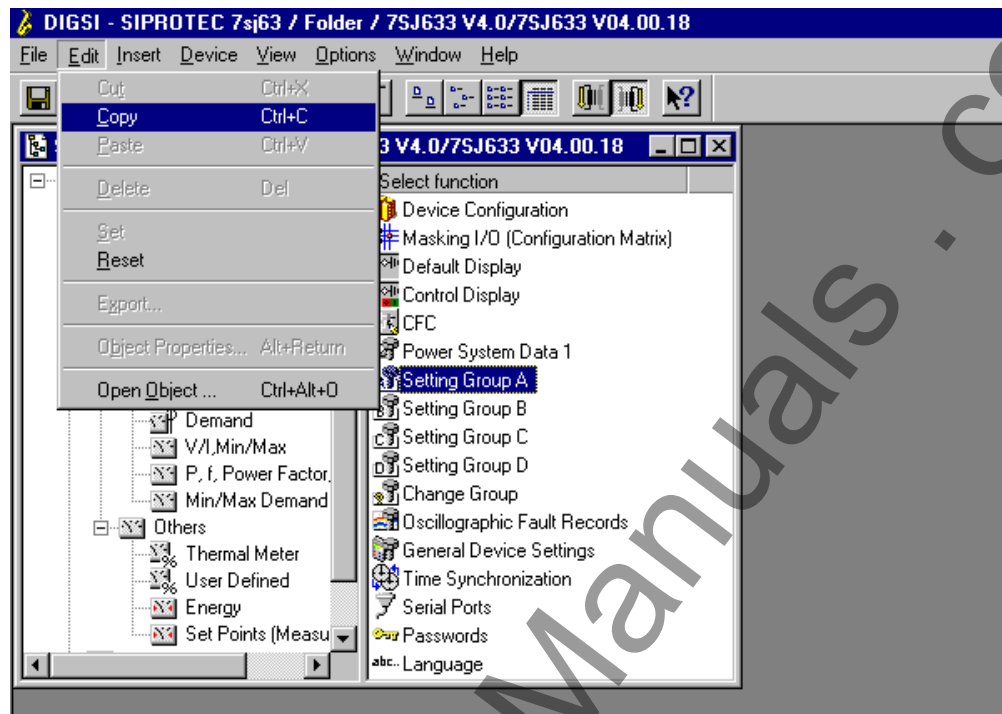 DIGSI - SIPROTEC 7sj63 / Folder / 7SJ633 V4.0/7SJ633 V04.00.18
File Edit Insert Device View Options Window Help
Cut Ctrl+X
Copy Ctrl+C
Paste Ctrl+V
Delete Del
Set
Reset
Export...
Object Properties... Alt+Return
Open Object ... Ctrl+Alt+O
Demand
V/I,Min/Max
P, f, Power Factor,
Min/Max Demand
Others
Thermal Meter
User Defined
Energy
Set Points (Measu
3 V4.0/7SJ633 V04.00.18
Select function
Device Configuration
Masking I/O (Configuration Matrix)
Default Display
Control Display
CFC
Power System Data 1
Setting Group A
Setting Group B
Setting Group C
Setting Group D
Change Group
Oscillographic Fault Records
General Device Settings
Time Synchronization
Serial Ports
Passwords
abc.. Language
Manuals . co